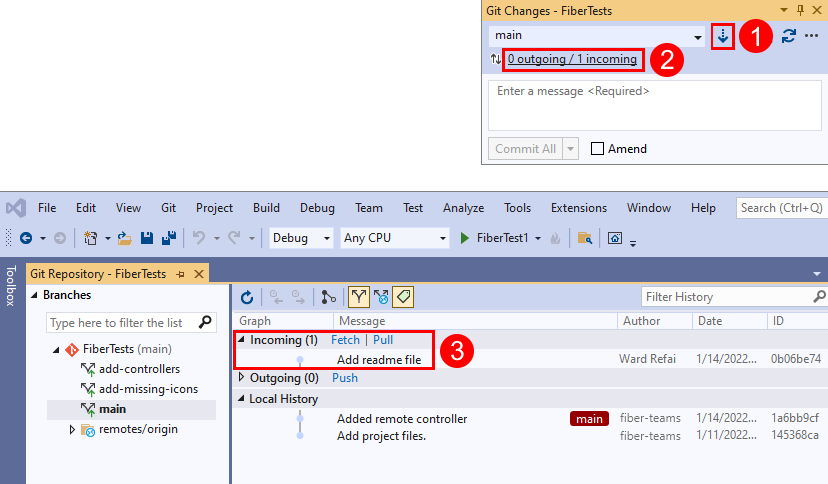 Git Changes - FiberTests
main
1
0 outgoing / 1 incoming
2
Enter a message <Required>
Commit All
Amend
File Edit View Git Project Build Debug Team Test Analyze Tools Extensions Window Help Search (Ctrl+Q)
Debug Any CPU FiberTest1
Toolbox
Git Repository - FiberTests
Branches
Type here to filter the list
FiberTests (main)
add-controllers
add-missing-icons
main
remotes/origin
Filter History
Graph Message Author Date ID
Incoming (1) Fetch | Pull
3
Add readme file Ward Refai 1/14/2022... 0b06be74
Outgoing (0) Push
Local History
Added remote controller main fiber-teams 1/14/2022... 1a6bb9cf
Add project files. fiber-teams 1/11/2022... 145368ca